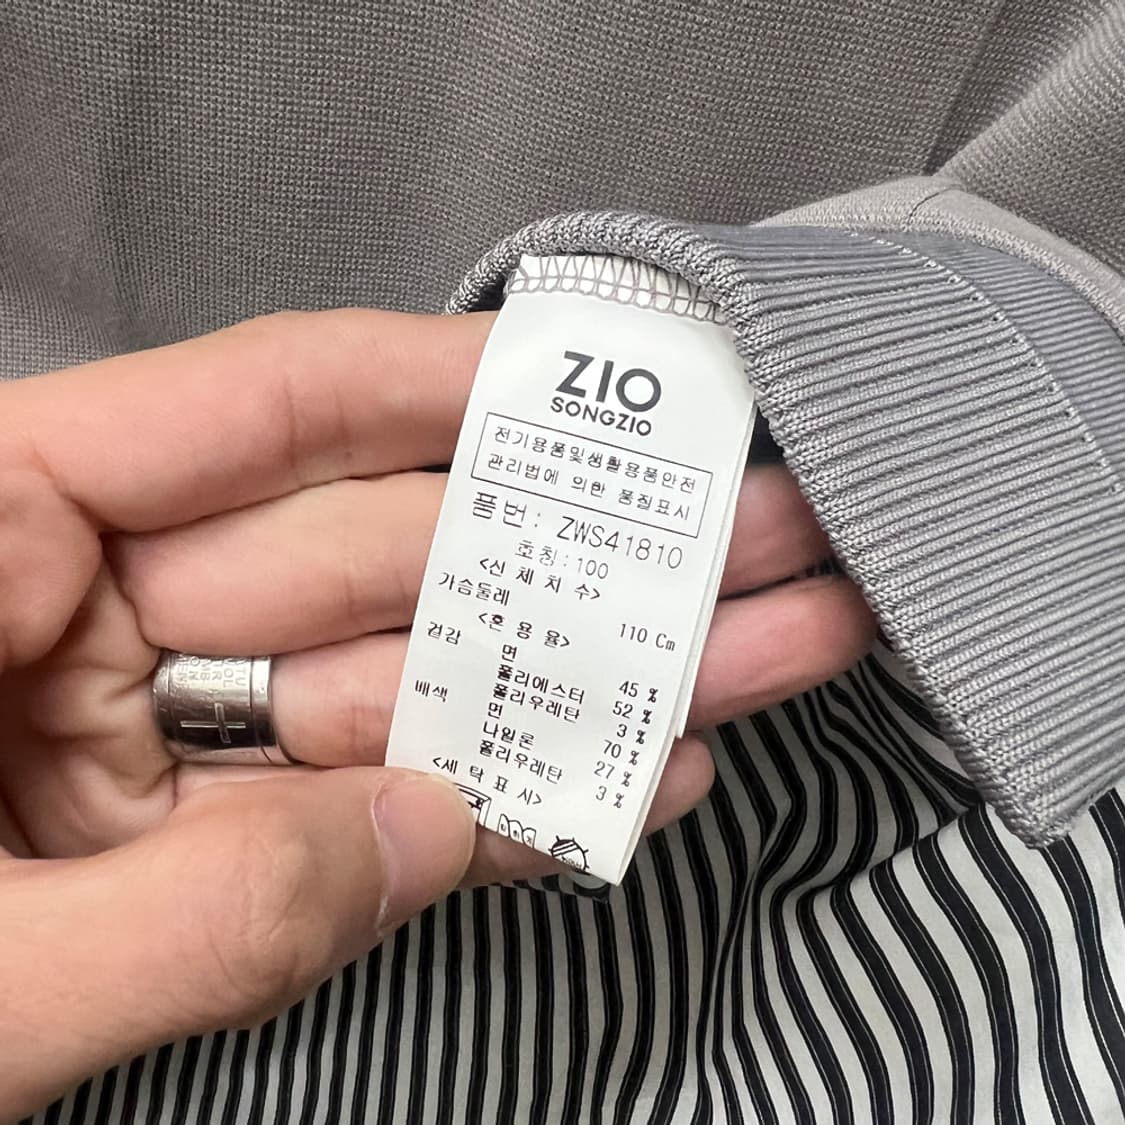 ZIO
SONGZIO
전기용품및생활용품안전
관리법에 의한 품질표시
품번: ZWS41810
호칭:100
<신 체 치 수>
가슴둘레 110 Cm
<혼 용 율>
겉감 면 45 %
폴리에스터 52 %
폴리우레탄 3 %
배색 면 70 %
나일론 27 %
폴리우레탄 3 %
<세 탁 표 시>